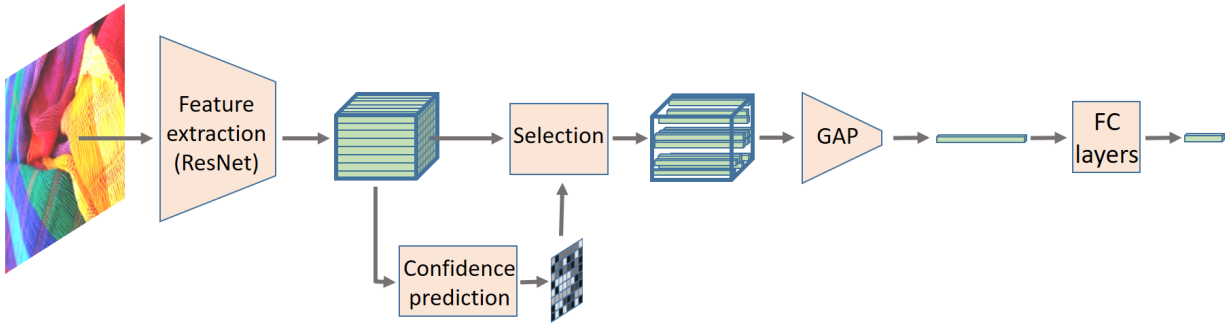 Feature
extraction
(ResNet)
Selection
GAP
FC
layers
Confidence
prediction